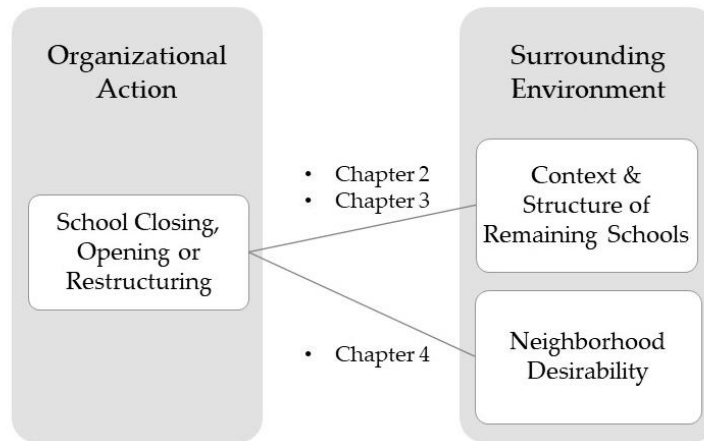 Organizational
Action
School Closing,
Opening or
Restructuring
• Chapter 2
• Chapter 3
• Chapter 4
Surrounding
Environment
Context &
Structure of
Remaining Schools
Neighborhood
Desirability